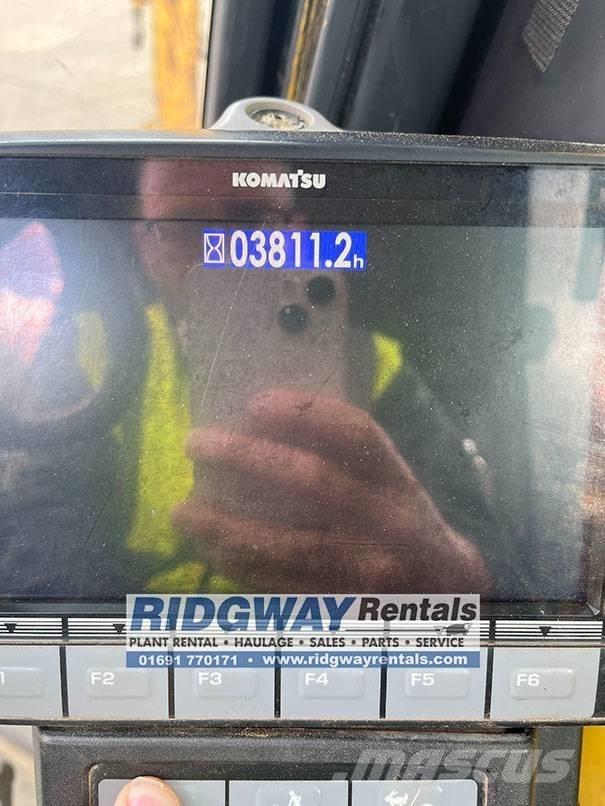 KOMATSU
03811.2h
RIDGWAY Rentals
PLANT RENTAL • HAULAGE • SALES • PARTS • SERVICE
01691 770171 • www.ridgwayrentals.com
F2 F3 F4 F5 F6
mascus